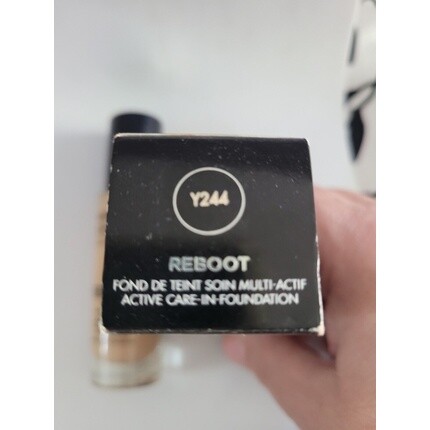 Y244
REBOOT
FOND DE TEINT SOIN MULTI-ACTIF
ACTIVE CARE-IN-FOUNDATION